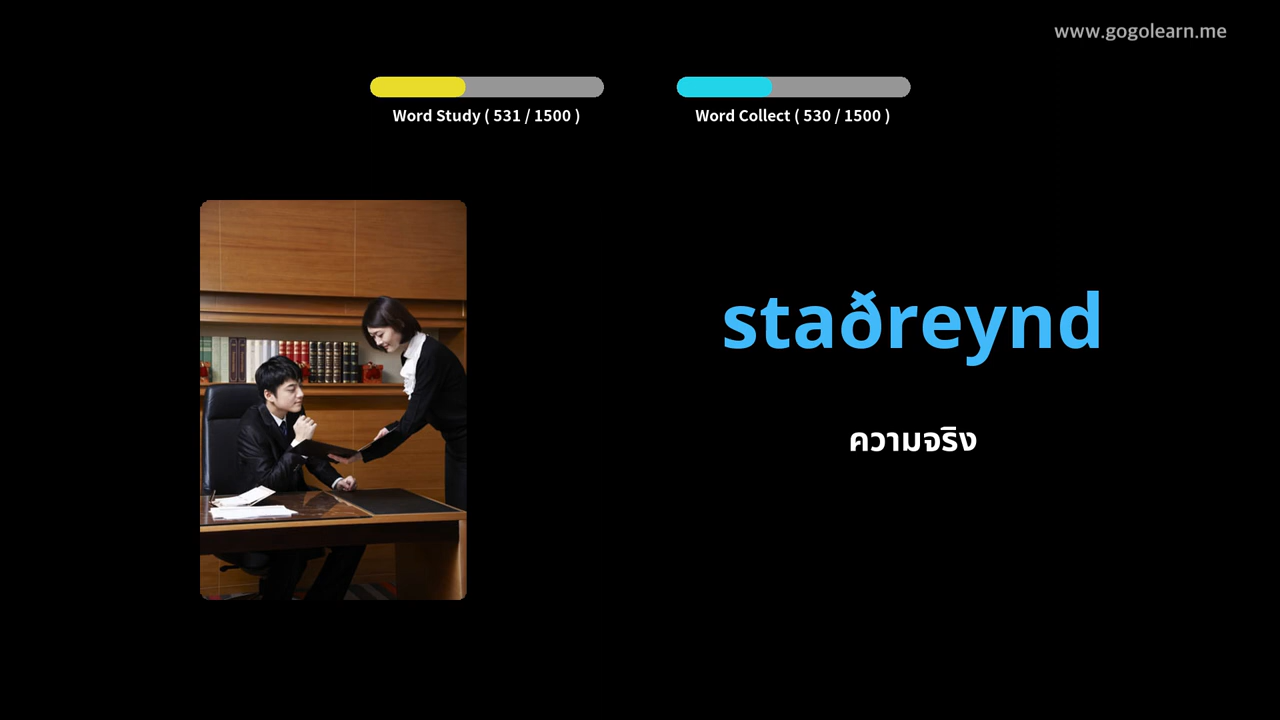 www.gogolearn.me
Word Study ( 531 / 1500 )
Word Collect ( 530 / 1500 )
staðreynd
ความจริง